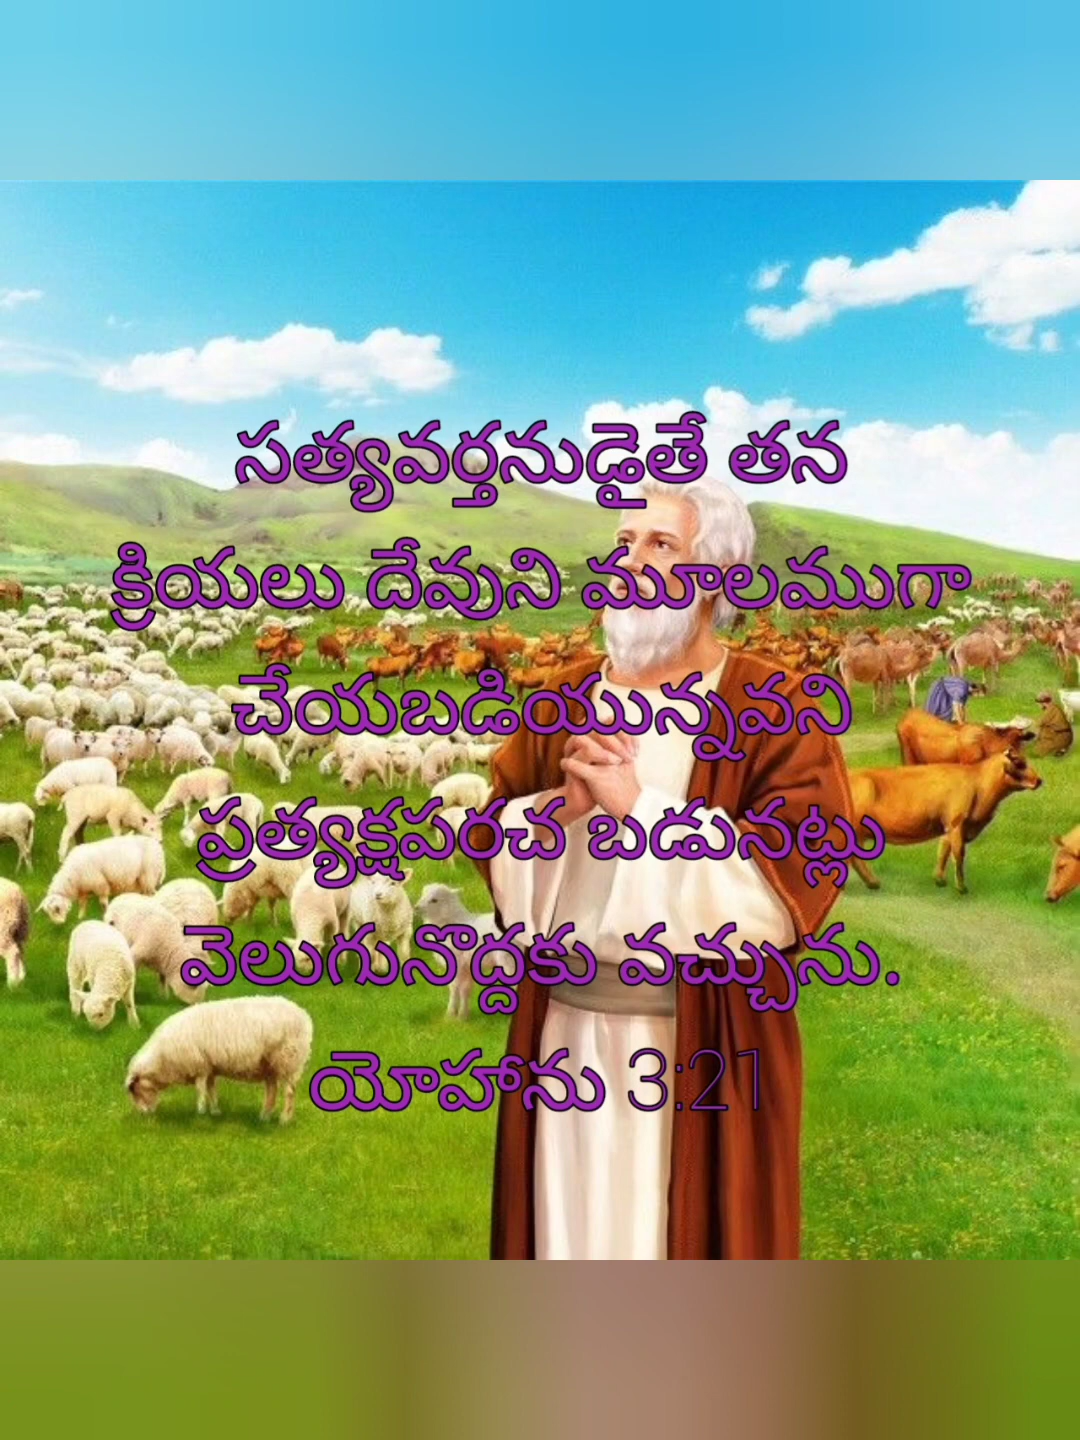 సత్యవర్తనుడైతే తన
క్రియలు దేవుని మూలముగా
చేయబడియున్నవని
ప్రత్యక్షపరచ బడునట్లు
వెలుగునొద్దకు వచ్చును.
యోహాను 3:21